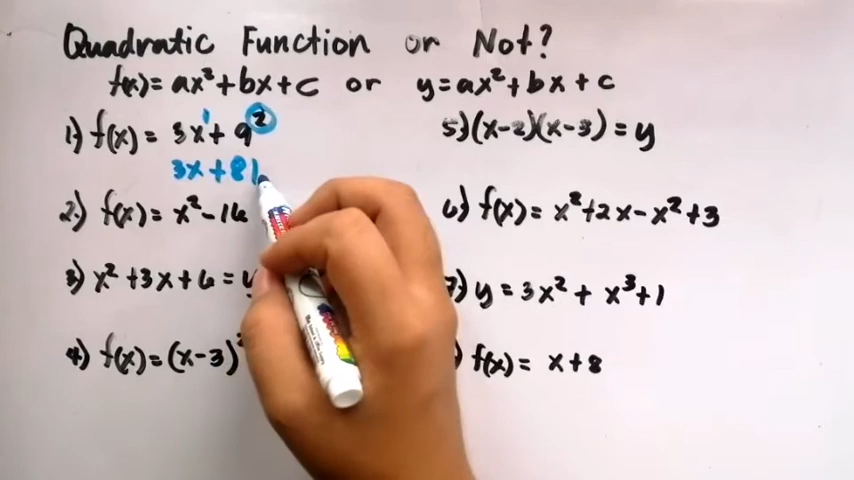 Quadratic Function or Not?
f(x) = ax²+bx+c or y=ax²+bx+c
1.) f(x) = 3x¹+9²
3x+81
2.) f(x) = x²-16
3.) x²+3x+6=y
4.) f(x)=(x-3)²
5.) (x-2)(x-3)=y
6.) f(x)= x²+2x-x²+3
7.) y=3x²+x³+1
f(x)= x+8